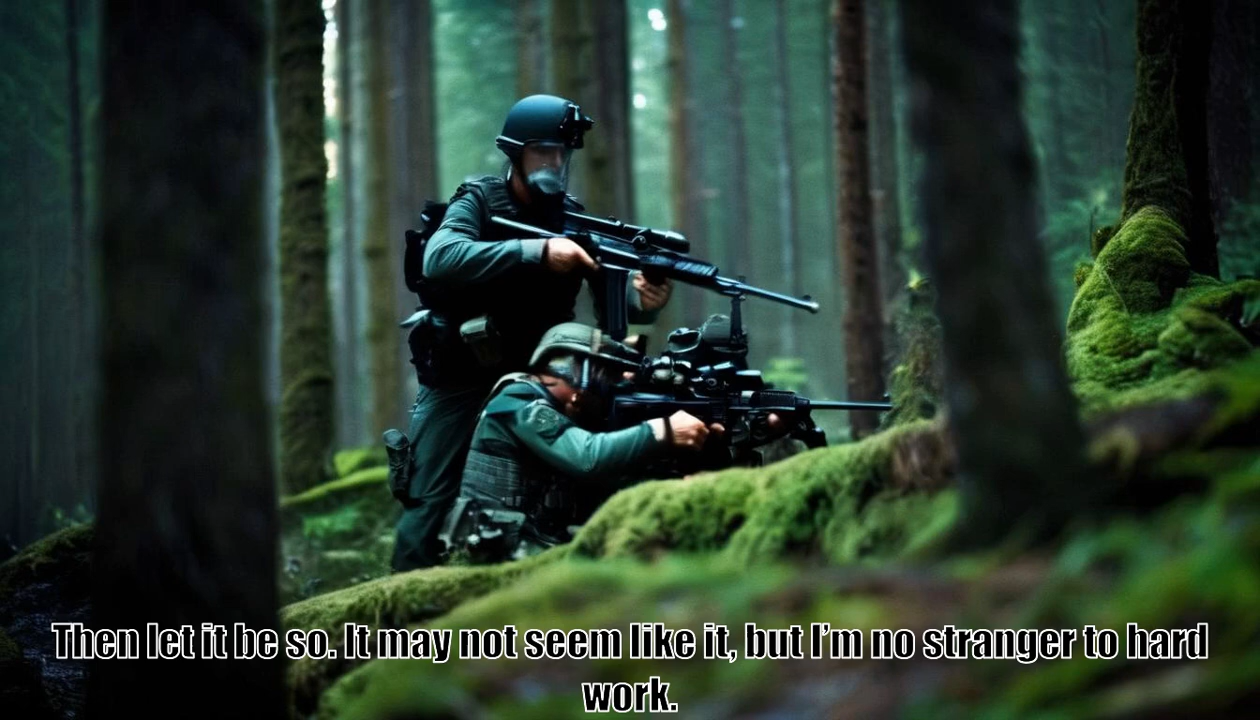 Then let it be so. It may not seem like it, but I’m no stranger to hard
work.